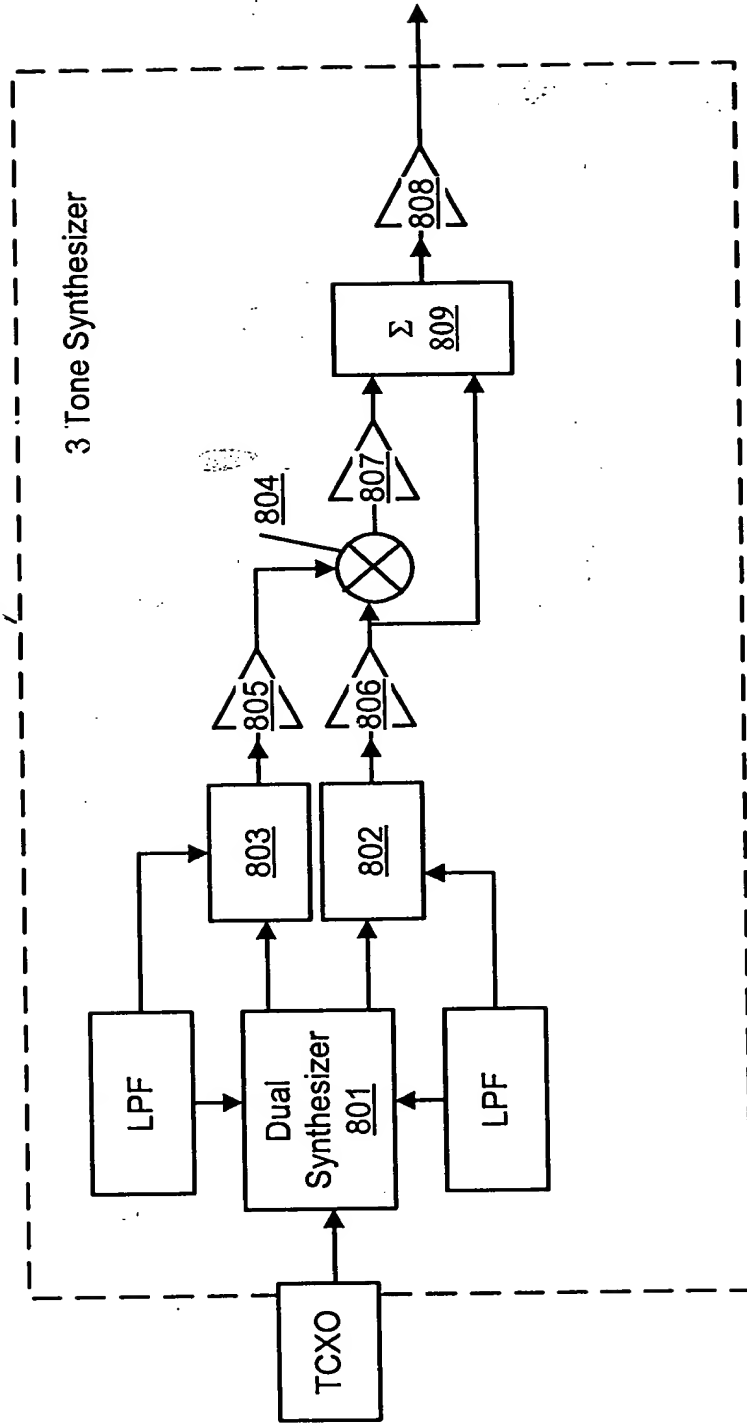 3 Tone Synthesizer
TCXO
LPF
Dual
Synthesizer
801
LPF
803
802
805
806
804
807
Σ
809
808